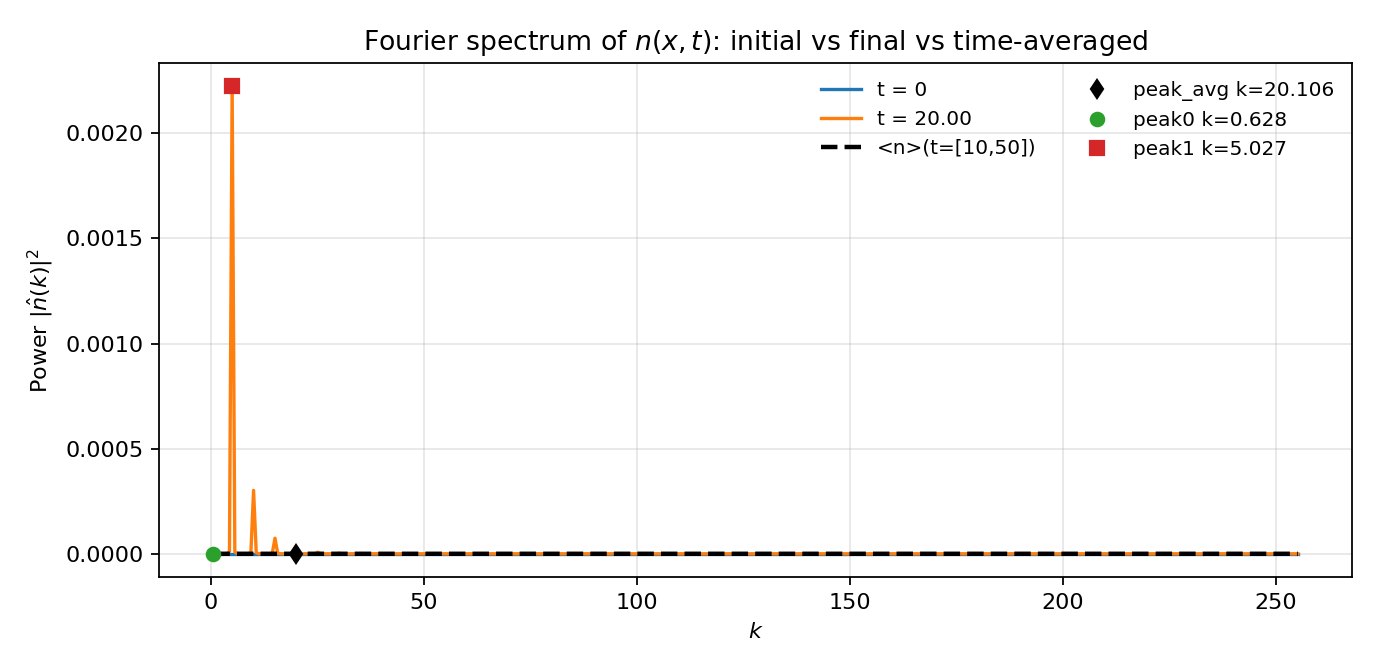 Fourier spectrum of n(x, t): initial vs final vs time-averaged
t = 0
t = 20.00
<n>(t=[10,50])
peak_avg k=20.106
peak0 k=0.628
peak1 k=5.027
Power |n̂(k)|²
0.0020
0.0015
0.0010
0.0005
0.0000
0 50 100 150 200 250
k